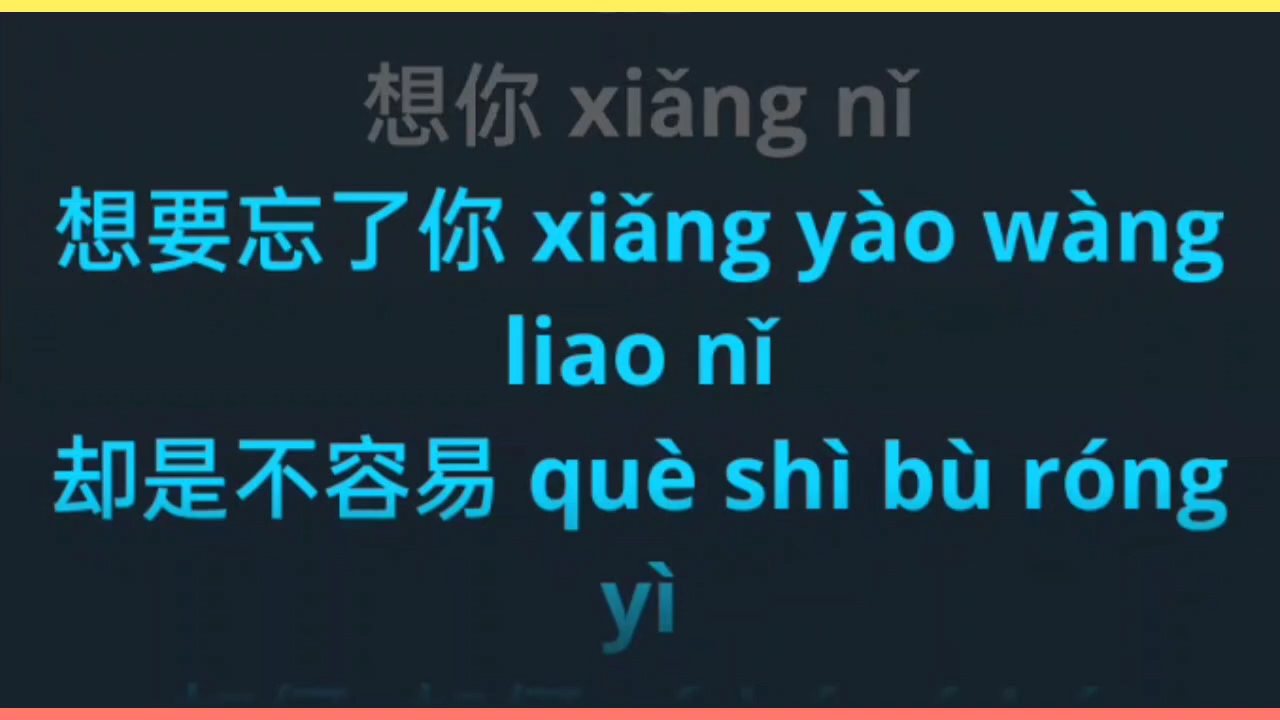 想你 xiǎng nǐ
想要忘了你 xiǎng yào wàng
liao nǐ
却是不容易 què shì bù róng
yì